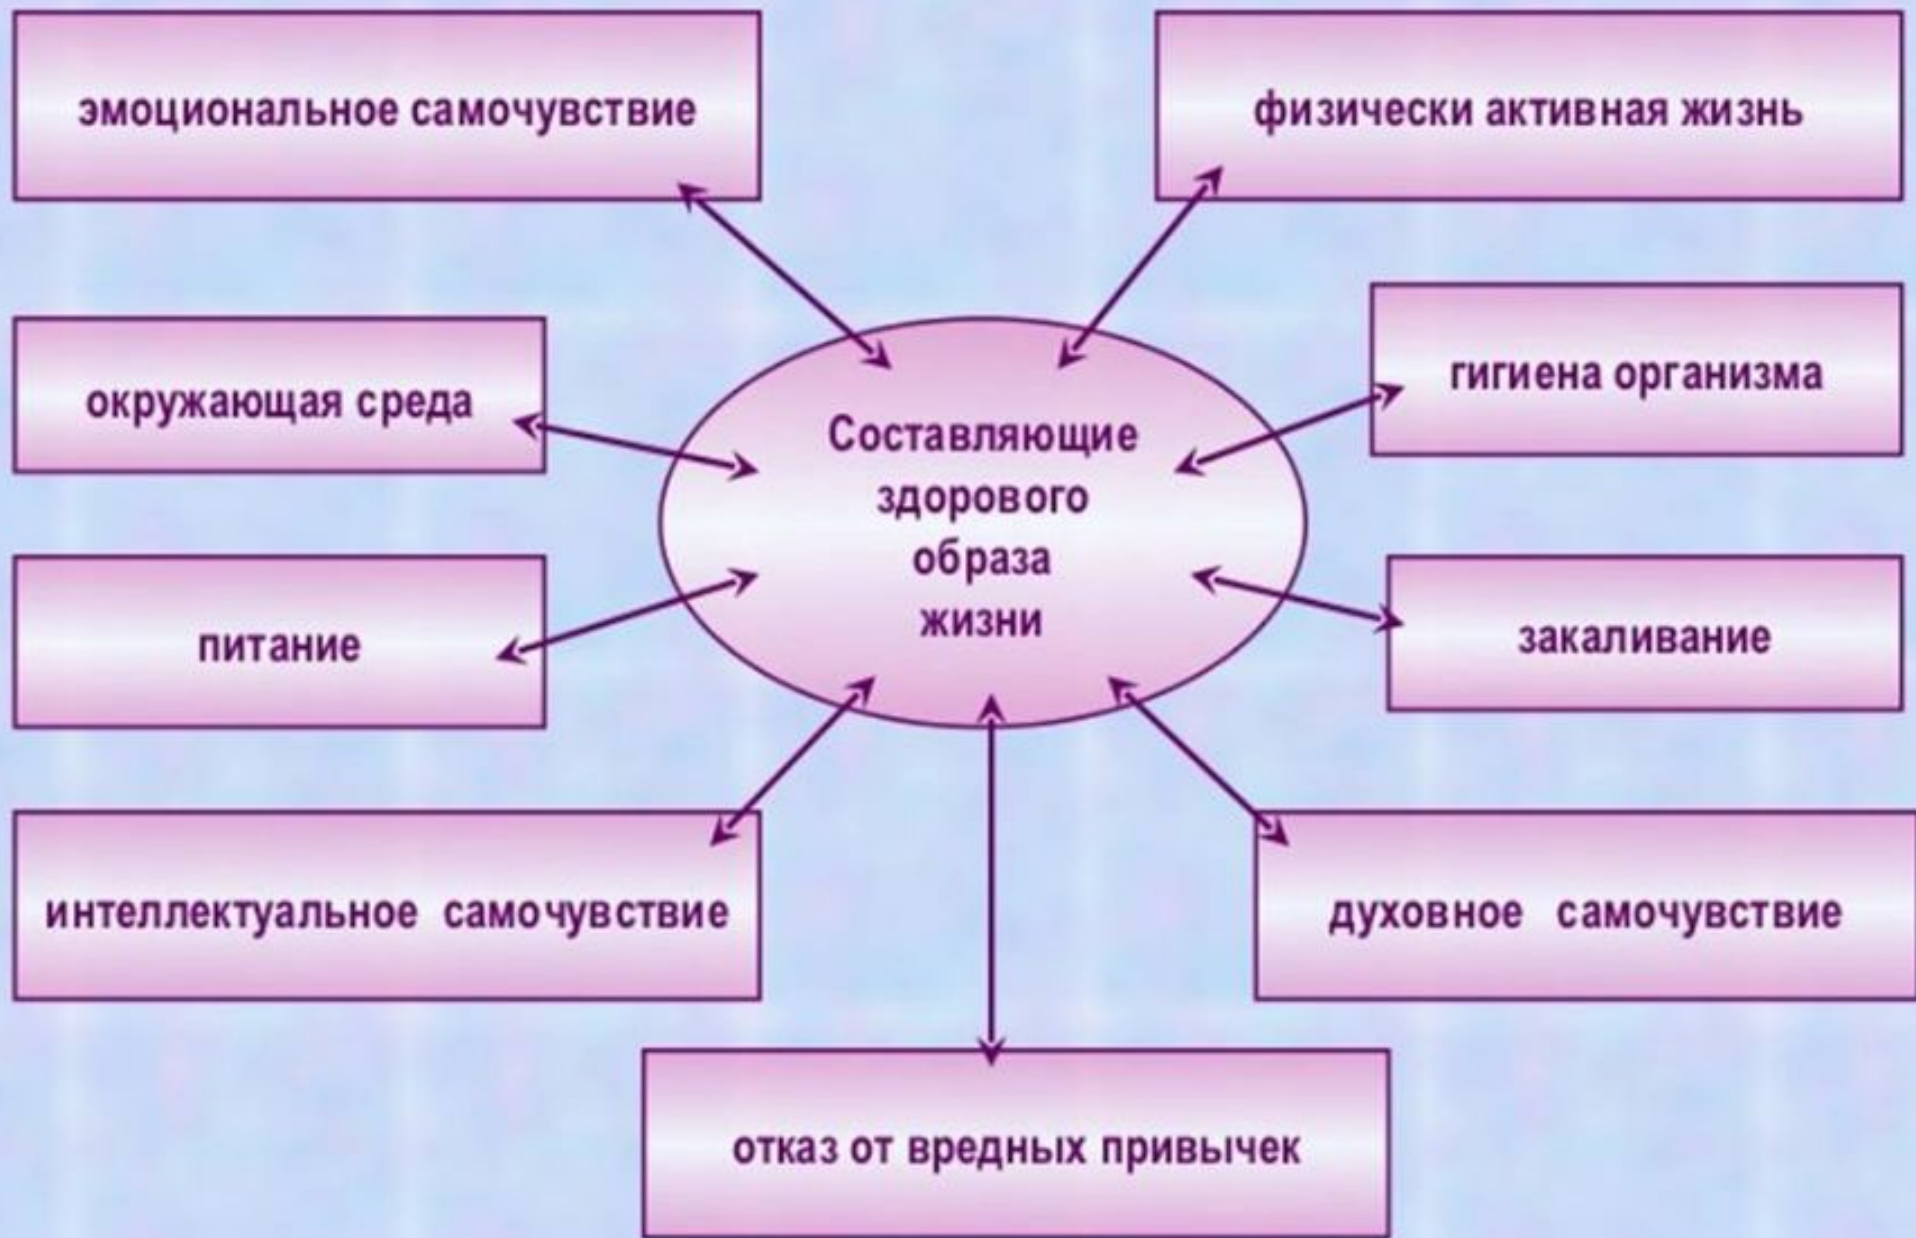 эмоциональное самочувствие
физически активная жизнь
окружающая среда
гигиена организма
Составляющие
здорового
образа
жизни
питание
закаливание
интеллектуальное самочувствие
духовное самочувствие
отказ от вредных привычек